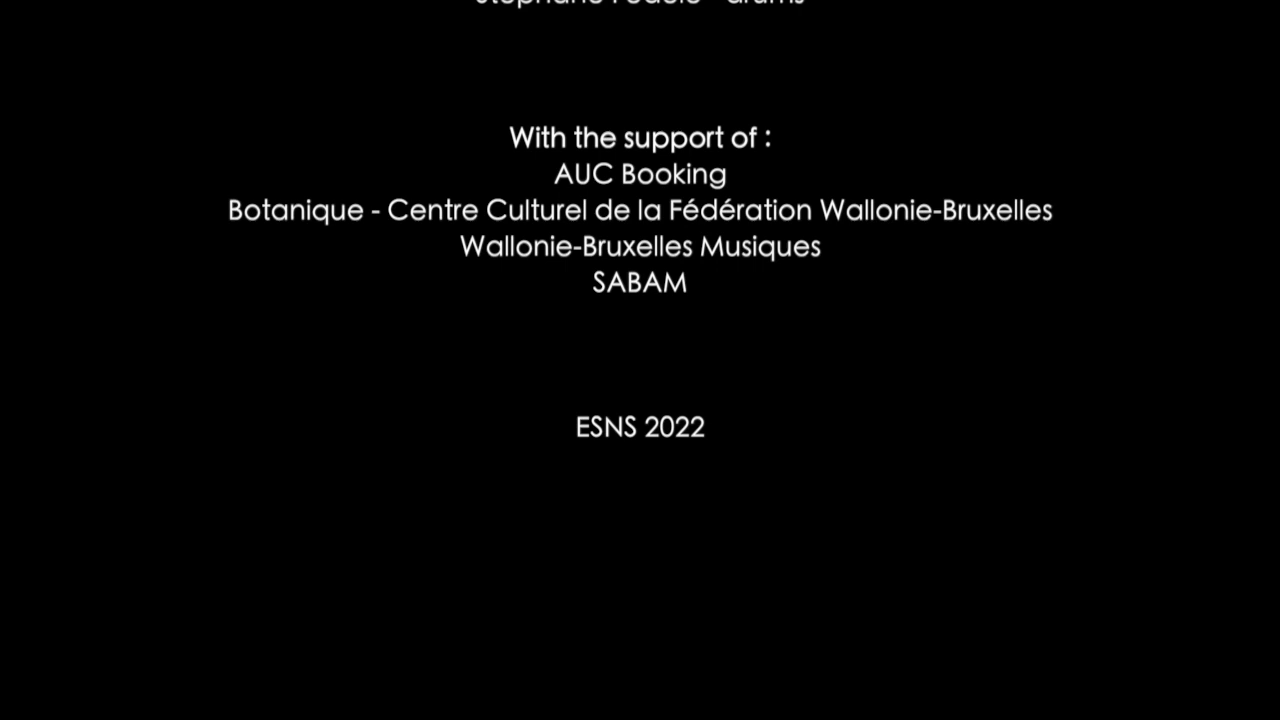 With the support of :
AUC Booking
Botanique - Centre Culturel de la Fédération Wallonie-Bruxelles
Wallonie-Bruxelles Musiques
SABAM
ESNS 2022